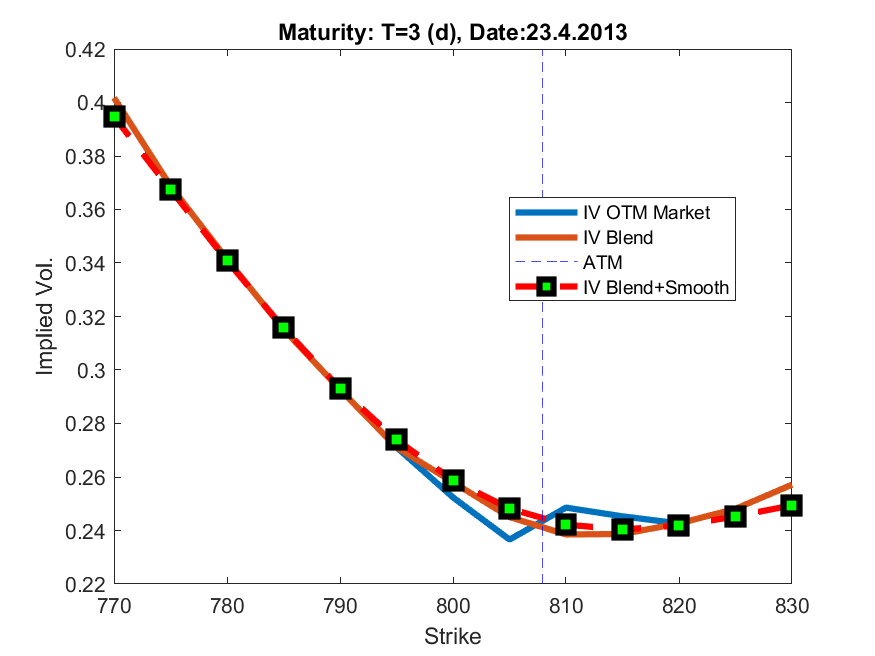 Maturity: T=3 (d), Date:23.4.2013
0.42
0.4
0.38
0.36
0.34
0.32
0.3
0.28
0.26
0.24
0.22
Implied Vol.
IV OTM Market
IV Blend
ATM
IV Blend+Smooth
770 780 790 800 810 820 830
Strike